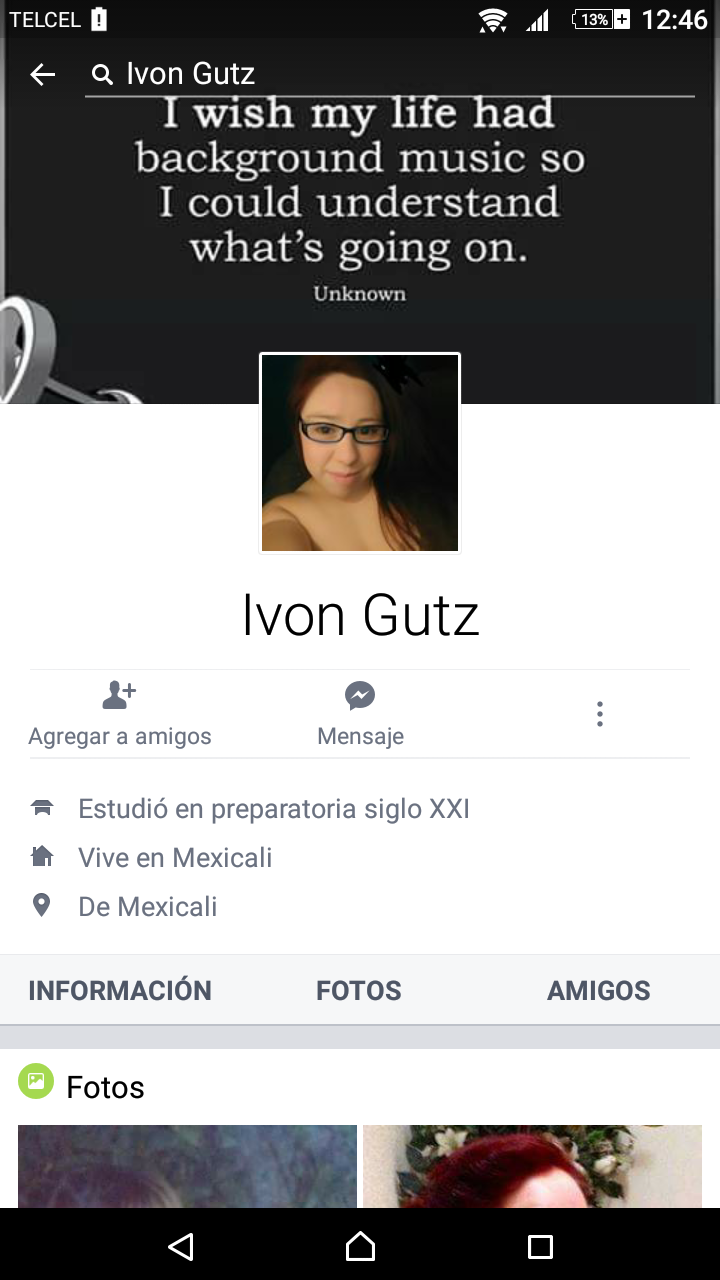 TELCEL
13%
12:46
Ivon Gutz
I wish my life had
background music so
I could understand
what's going on.
Unknown
Ivon Gutz
Agregar a amigos
Mensaje
Estudió en preparatoria siglo XXI
Vive en Mexicali
De Mexicali
INFORMACIÓN
FOTOS
AMIGOS
Fotos